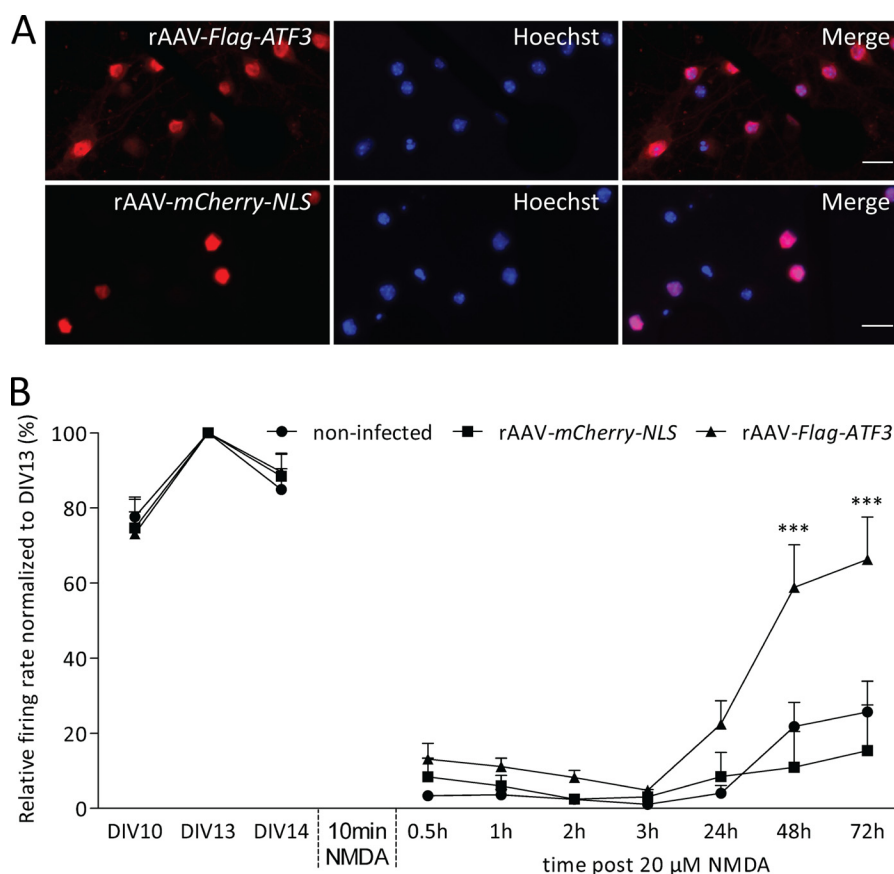 A
rAAV-Flag-ATF3
Hoechst
Merge
rAAV-mCherry-NLS
Hoechst
Merge
B
Relative firing rate normalized to DIV13 (%)
non-infected
rAAV-mCherry-NLS
rAAV-Flag-ATF3
100
80
60
40
20
0
***
***
DIV10
DIV13
DIV14
10min
NMDA
0.5h
1h
2h
3h
24h
48h
72h
time post 20 µM NMDA